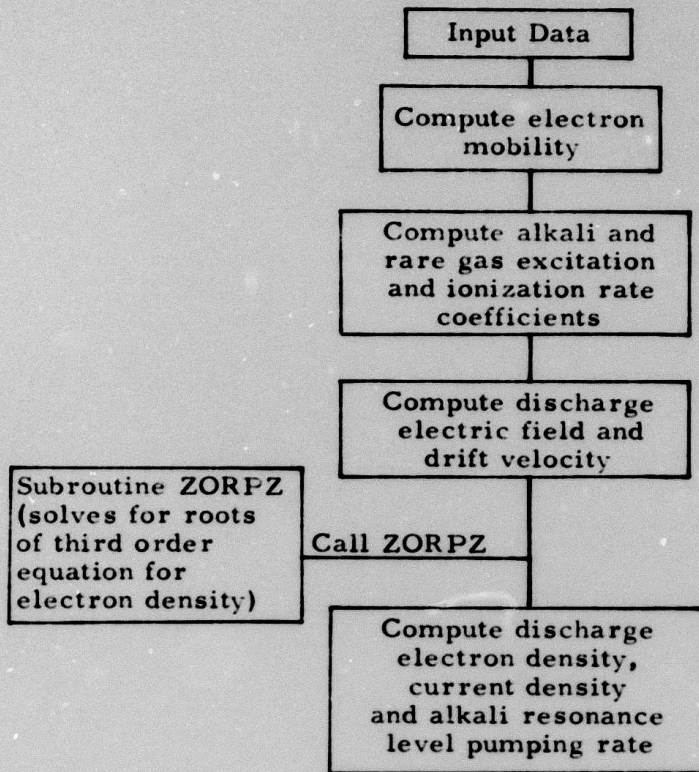 Input Data
Compute electron
mobility
Compute alkali and
rare gas excitation
and ionization rate
coefficients
Compute discharge
electric field and
drift velocity
Subroutine ZORPZ
(solves for roots
of third order
equation for
electron density)
Call ZORPZ
Compute discharge
electron density,
current density
and alkali resonance
level pumping rate